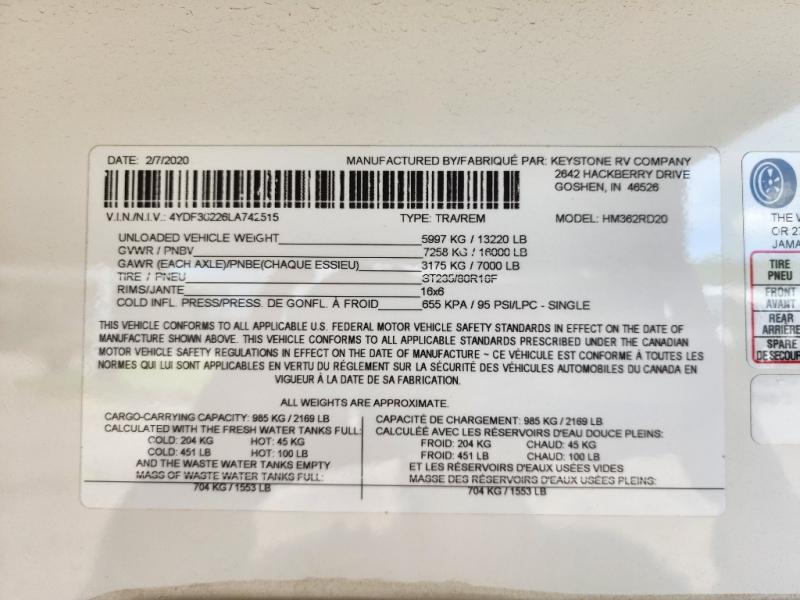 DATE: 2/7/2020
MANUFACTURED BY/FABRIQUÉ PAR: KEYSTONE RV COMPANY
2642 HACKBERRY DRIVE
GOSHEN, IN 46526
V.I.N./N.I.V.: 4YDF36226LA742515 TYPE: TRA/REM MODEL: HM362RD20
UNLOADED VEHICLE WEIGHT 5997 KG / 13220 LB
GVWR / PNBV 7258 KG / 16000 LB
GAWR (EACH AXLE)/PNBE(CHAQUE ESSIEU) 3175 KG / 7000 LB
TIRE / PNEU ST235/80R16F
RIMS/JANTE 16x6
COLD INFL. PRESS/PRESS. DE GONFL. À FROID 655 KPA / 95 PSI/LPC - SINGLE
THIS VEHICLE CONFORMS TO ALL APPLICABLE U.S. FEDERAL MOTOR VEHICLE SAFETY STANDARDS IN EFFECT ON THE DATE OF
MANUFACTURE SHOWN ABOVE. THIS VEHICLE CONFORMS TO ALL APPLICABLE STANDARDS PRESCRIBED UNDER THE CANADIAN
MOTOR VEHICLE SAFETY REGULATIONS IN EFFECT ON THE DATE OF MANUFACTURE ~ CE VÉHICULE EST CONFORME À TOUTES LES
NORMES QUI LUI SONT APPLICABLES EN VERTU DU RÉGLEMENT SUR LA SÉCURITÉ DES VÉHICULES AUTOMOBILES DU CANADA EN
VIGUEUR À LA DATE DE SA FABRICATION.
ALL WEIGHTS ARE APPROXIMATE.
CARGO-CARRYING CAPACITY: 985 KG / 2169 LB
CALCULATED WITH THE FRESH WATER TANKS FULL:
COLD: 204 KG HOT: 45 KG
COLD: 451 LB HOT: 100 LB
AND THE WASTE WATER TANKS EMPTY
MASS OF WASTE WATER TANKS FULL:
704 KG / 1553 LB
CAPACITÉ DE CHARGEMENT: 985 KG / 2169 LB
CALCULÉE AVEC LES RÉSERVOIRS D'EAU DOUCE PLEINS:
FROID: 204 KG CHAUD: 45 KG
FROID: 451 LB CHAUD: 100 LB
ET LES RÉSERVOIRS D'EAUX USÉES VIDES
MASSE DES RÉSERVOIRS D'EAUX USÉES PLEINS:
704 KG / 1553 LB
THE
OR 27
JAMA
TIRE
PNEU
FRONT
AVANT
REAR
ARRIÈRE
SPARE
DE SECOUR